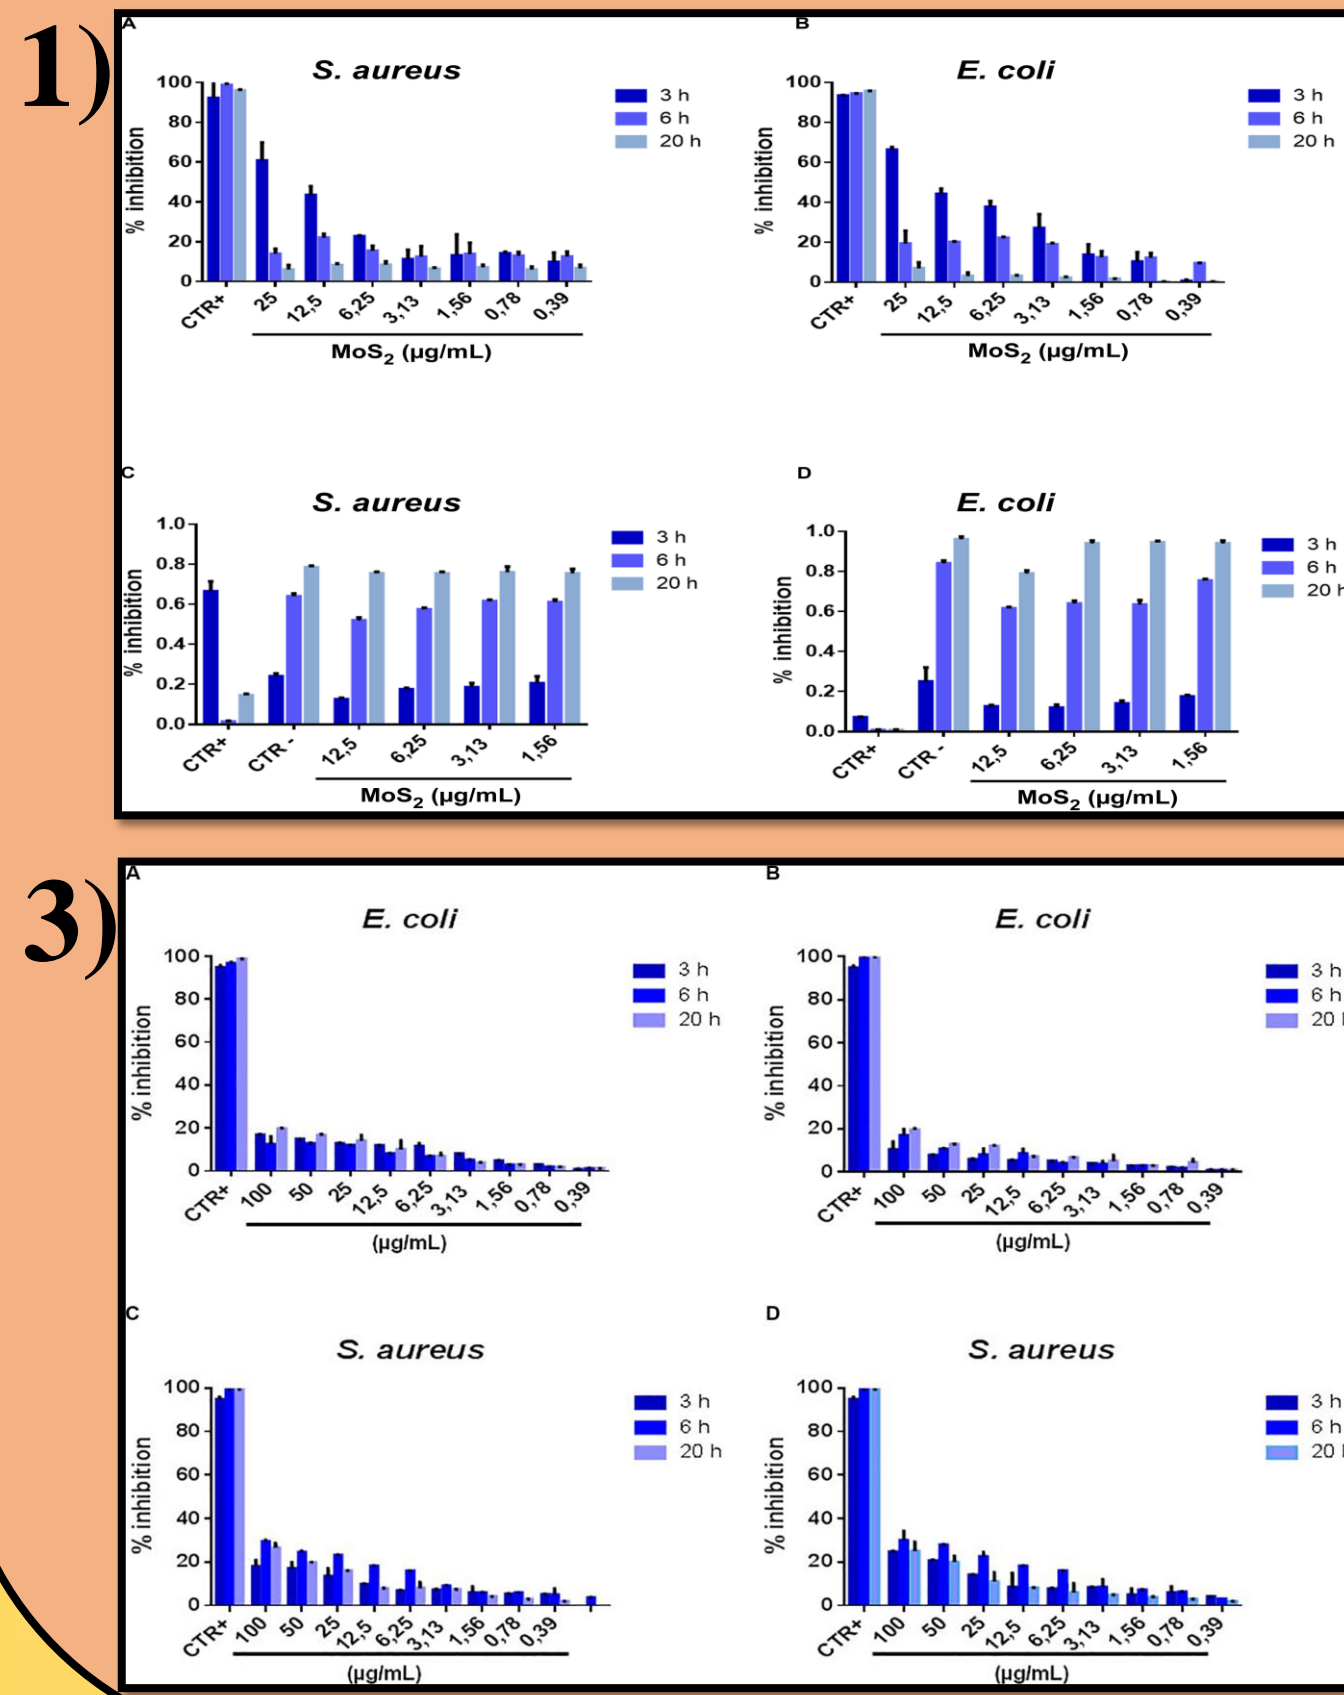 1)
A
S. aureus
100
80
60
40
20
0
% inhibition
3 h
6 h
20 h
CTR+ 25 12,5 6,25 3,13 1,56 0,78 0,39
MoS2 (µg/mL)
B
E. coli
100
80
60
40
20
0
% inhibition
3 h
6 h
20 h
CTR+ 25 12,5 6,25 3,13 1,56 0,78 0,39
MoS2 (µg/mL)
C
S. aureus
1.0
0.8
0.6
0.4
0.2
0.0
% inhibition
3 h
6 h
20 h
CTR+ CTR - 12,5 6,25 3,13 1,56
MoS2 (µg/mL)
D
E. coli
1.0
0.8
0.6
0.4
0.2
0.0
% inhibition
3 h
6 h
20 h
CTR+ CTR - 12,5 6,25 3,13 1,56
MoS2 (µg/mL)
3)
A
E. coli
100
80
60
40
20
0
% inhibition
3 h
6 h
20 h
CTR+ 100 50 25 12,5 6,25 3,13 1,56 0,78 0,39
(µg/mL)
B
E. coli
100
80
60
40
20
0
% inhibition
3 h
6 h
20
CTR+ 100 50 25 12,5 6,25 3,13 1,56 0,78 0,39
(µg/mL)
C
S. aureus
100
80
60
40
20
0
% inhibition
3 h
6 h
20 h
CTR+ 100 50 25 12,5 6,25 3,13 1,56 0,78 0,39
(µg/mL)
D
S. aureus
100
80
60
40
20
0
% inhibition
3 h
6 h
20
CTR+ 100 50 25 12,5 6,25 3,13 1,56 0,78 0,39
(µg/mL)